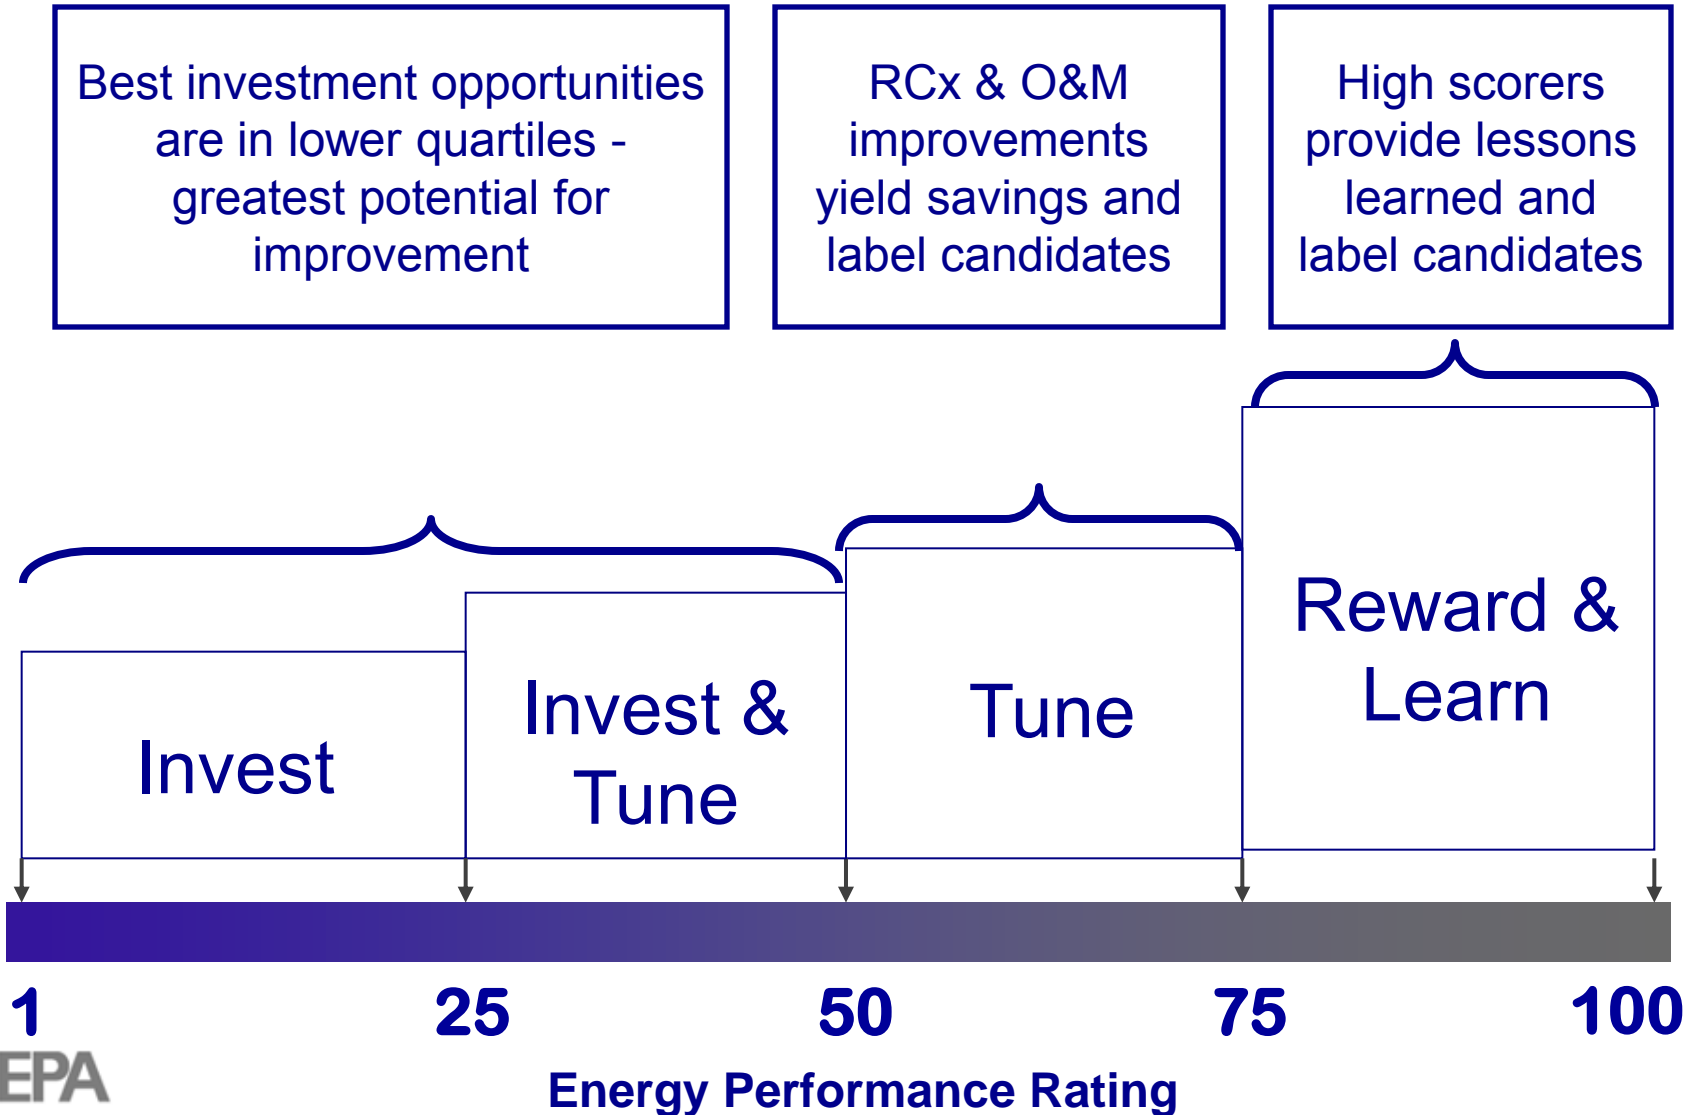 Best investment opportunities
are in lower quartiles -
greatest potential for
improvement
RCx & O&M
improvements
yield savings and
label candidates
High scorers
provide lessons
learned and
label candidates
Invest
Invest &
Tune
Tune
Reward &
Learn
1
25
50
75
100
EPA
Energy Performance Rating